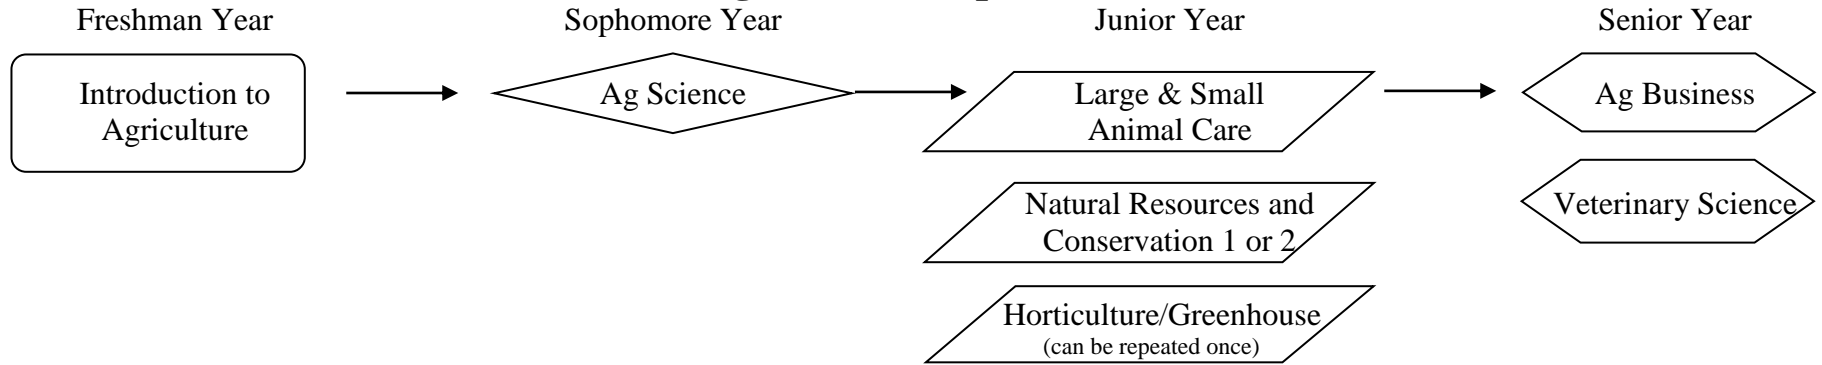 Freshman Year
Sophomore Year
Junior Year
Senior Year
Introduction to
Agriculture
Ag Science
Large & Small
Animal Care
Natural Resources and
Conservation 1 or 2
Horticulture/Greenhouse
(can be repeated once)
Ag Business
Veterinary Science